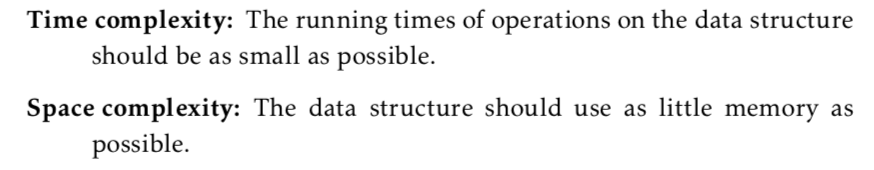 Time complexity: The running times of operations on the data structure
should be as small as possible.
Space complexity: The data structure should use as little memory as
possible.